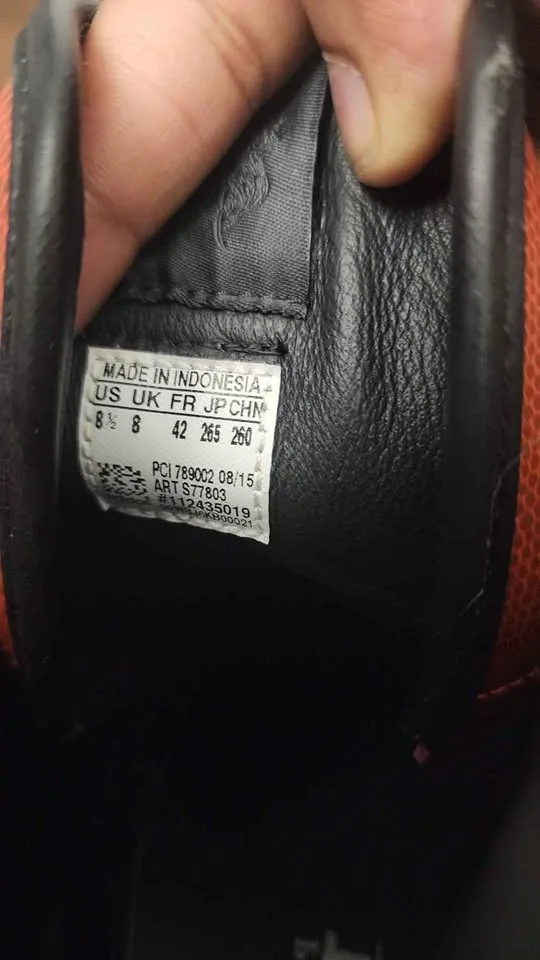 MADE IN INDONESIA
US UK FR JP CHN
8½ 8 42 265 260
PCI 789002 08/15
ART S77803
#112435019